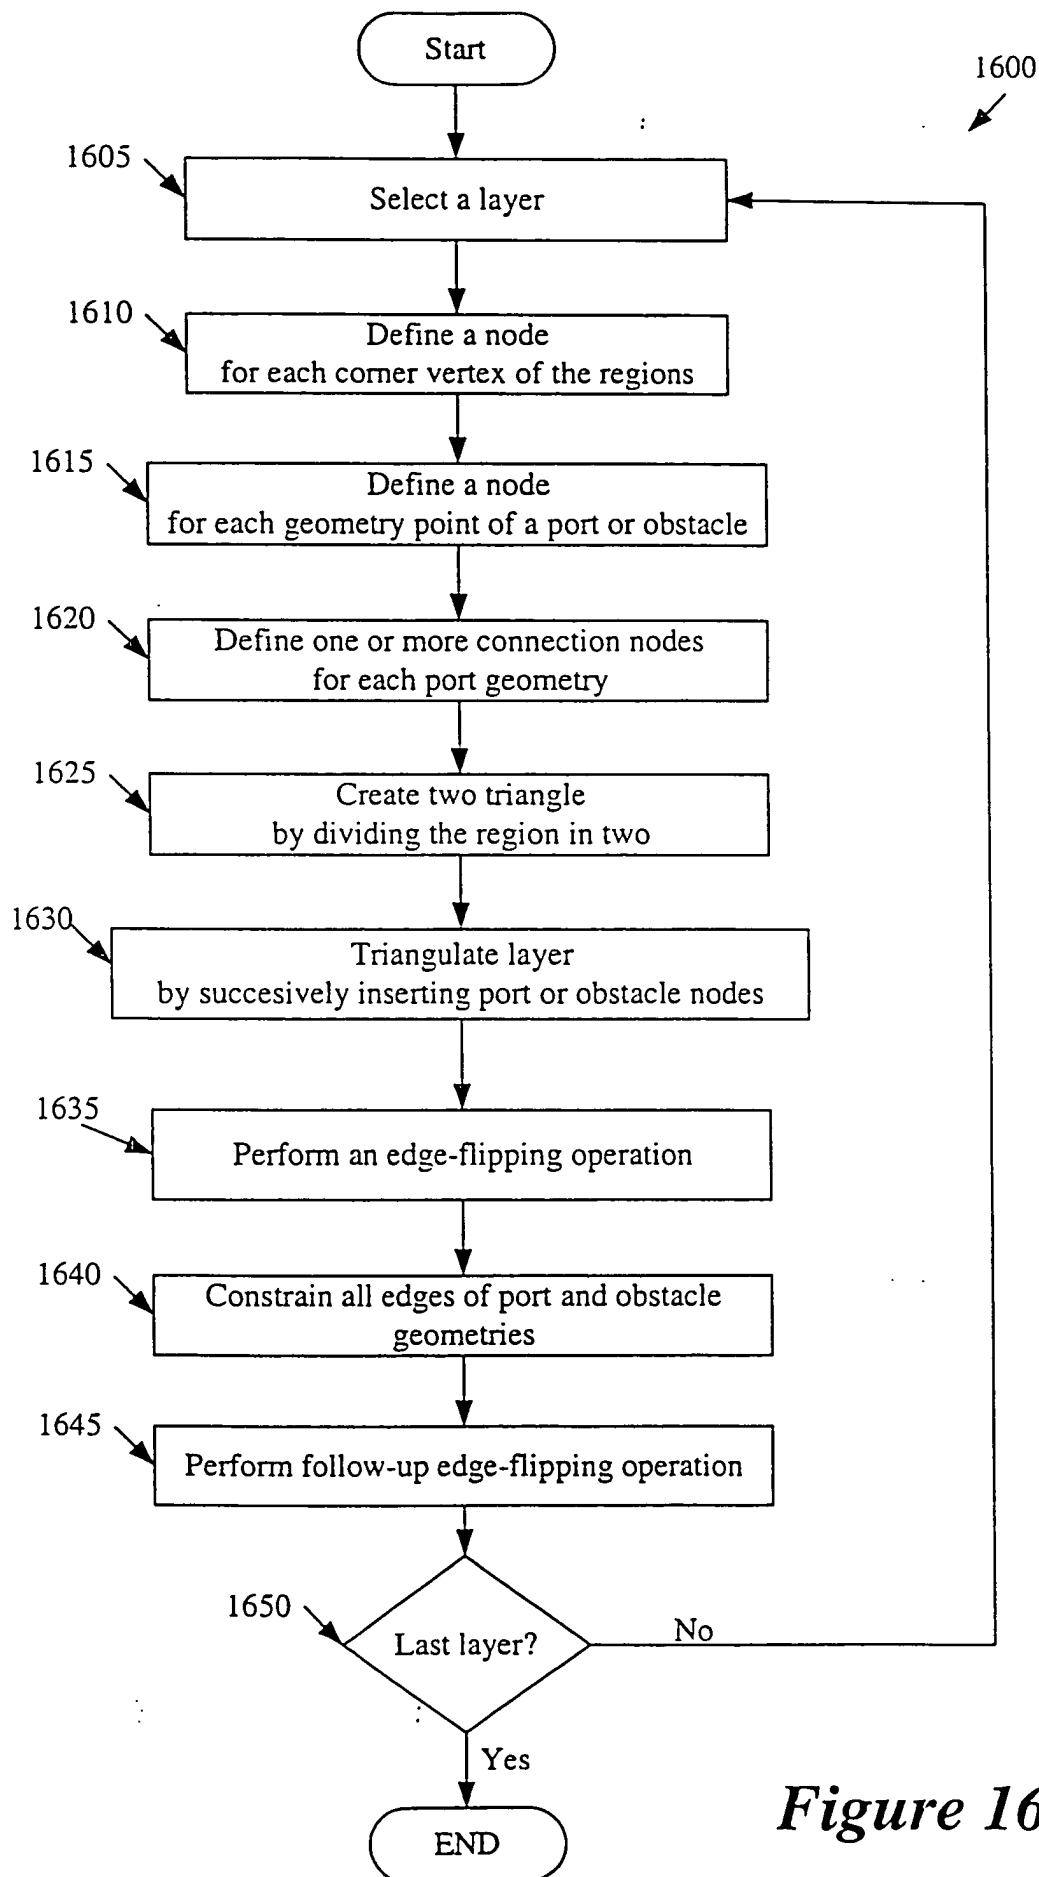 Start
1600
1605
Select a layer
1610
Define a node
for each corner vertex of the regions
1615
Define a node
for each geometry point of a port or obstacle
1620
Define one or more connection nodes
for each port geometry
1625
Create two triangle
by dividing the region in two
1630
Triangulate layer
by succesively inserting port or obstacle nodes
1635
Perform an edge-flipping operation
1640
Constrain all edges of port and obstacle
geometries
1645
Perform follow-up edge-flipping operation
1650
Last layer?
No
Yes
END
Figure 16